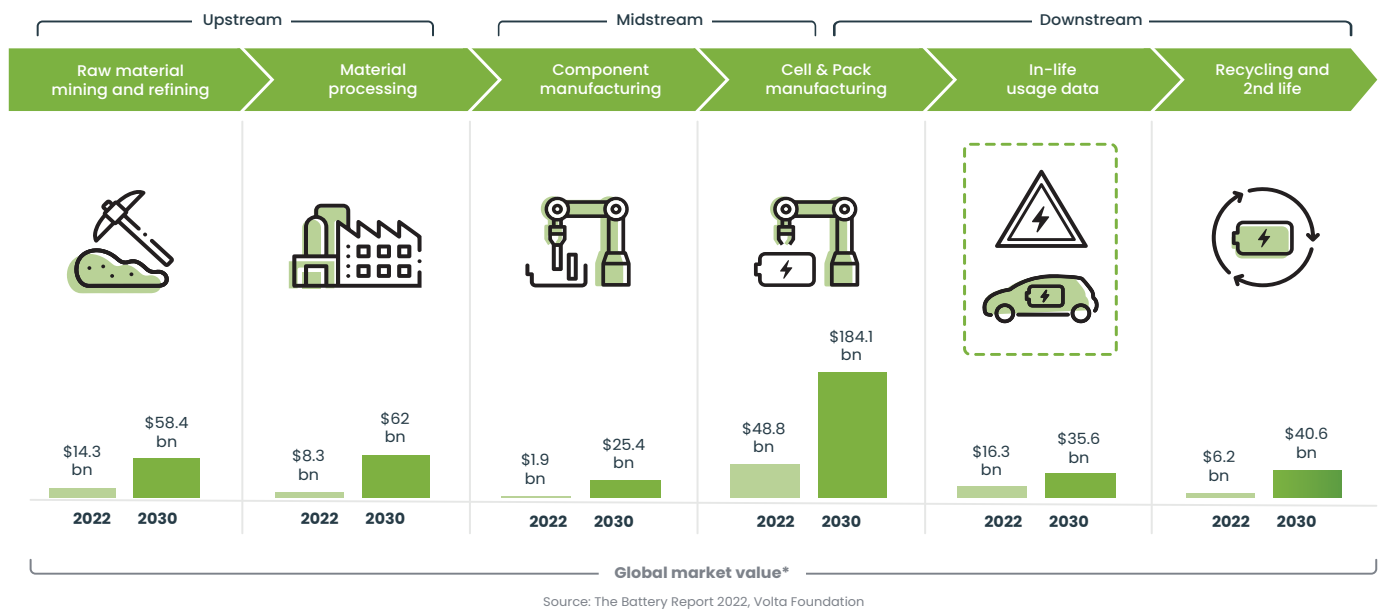 Upstream
Midstream
Downstream
Raw material
mining and refining
Material
processing
Component
manufacturing
Cell & Pack
manufacturing
In-life
usage data
Recycling and
2nd life
$14.3
bn
$58.4
bn
$8.3
bn
$62
bn
$1.9
bn
$25.4
bn
$48.8
bn
$184.1
bn
$16.3
bn
$35.6
bn
$6.2
bn
$40.6
bn
2022 2030
2022 2030
2022 2030
2022 2030
2022 2030
2022 2030
Global market value*
Source: The Battery Report 2022, Volta Foundation